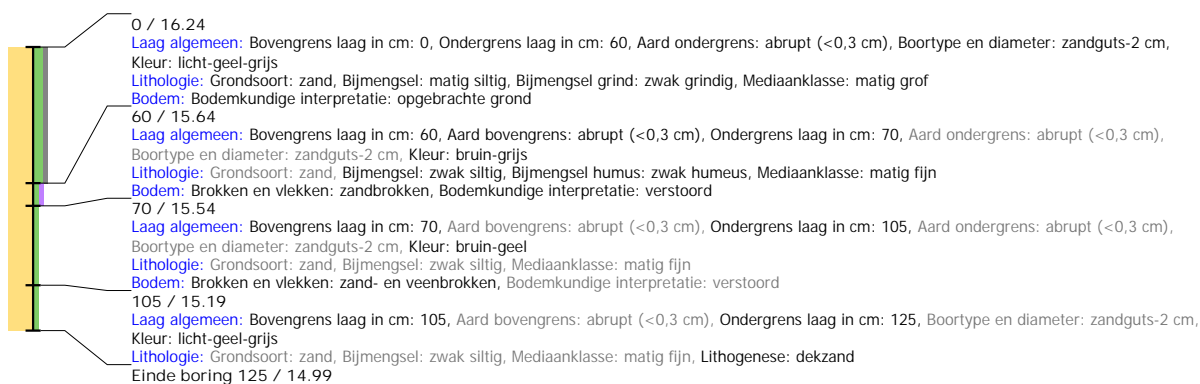 0 / 16.24
Laag algemeen: Bovengrens laag in cm: 0, Ondergrens laag in cm: 60, Aard ondergrens: abrupt (<0,3 cm), Boortype en diameter: zandguts-2 cm,
Kleur: licht-geel-grijs
Lithologie: Grondsoort: zand, Bijmengsel: matig siltig, Bijmengsel grind: zwak grindig, Mediaanklasse: matig grof
Bodem: Bodemkundige interpretatie: opgebrachte grond
60 / 15.64
Laag algemeen: Bovengrens laag in cm: 60, Aard bovengrens: abrupt (<0,3 cm), Ondergrens laag in cm: 70, Aard ondergrens: abrupt (<0,3 cm),
Boortype en diameter: zandguts-2 cm, Kleur: bruin-grijs
Lithologie: Grondsoort: zand, Bijmengsel: zwak siltig, Bijmengsel humus: zwak humeus, Mediaanklasse: matig fijn
Bodem: Brokken en vlekken: zandbrokken, Bodemkundige interpretatie: verstoord
70 / 15.54
Laag algemeen: Bovengrens laag in cm: 70, Aard bovengrens: abrupt (<0,3 cm), Ondergrens laag in cm: 105, Aard ondergrens: abrupt (<0,3 cm),
Boortype en diameter: zandguts-2 cm, Kleur: bruin-geel
Lithologie: Grondsoort: zand, Bijmengsel: zwak siltig, Mediaanklasse: matig fijn
Bodem: Brokken en vlekken: zand- en veenbrokken, Bodemkundige interpretatie: verstoord
105 / 15.19
Laag algemeen: Bovengrens laag in cm: 105, Aard bovengrens: abrupt (<0,3 cm), Ondergrens laag in cm: 125, Boortype en diameter: zandguts-2 cm,
Kleur: licht-geel-grijs
Lithologie: Grondsoort: zand, Bijmengsel: zwak siltig, Mediaanklasse: matig fijn, Lithogenese: dekzand
Einde boring 125 / 14.99